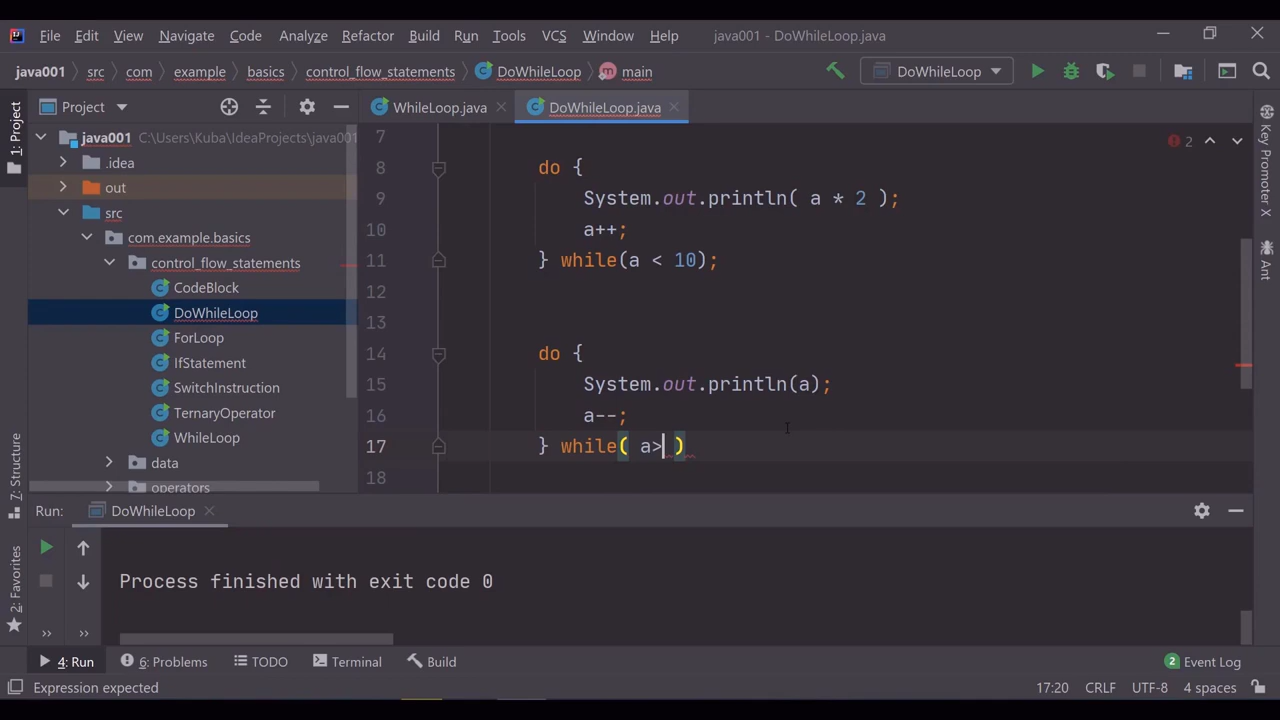 File Edit View Navigate Code Analyze Refactor Build Run Tools VCS Window Help java001 - DoWhileLoop.java
java001 src com example basics control_flow_statements DoWhileLoop main DoWhileLoop
1: Project
Project
WhileLoop.java DoWhileLoop.java
java001 C:\Users\Kuba\IdeaProjects\java001
.idea
out
src
com.example.basics
control_flow_statements
CodeBlock
DoWhileLoop
ForLoop
IfStatement
SwitchInstruction
TernaryOperator
WhileLoop
data
operators
7
8 do {
9 System.out.println( a * 2 );
10 a++;
11 } while(a < 10);
12
13
14 do {
15 System.out.println(a);
16 a--;
17 } while( a> )
18
2
Key Promoter X
Ant
7: Structure
2: Favorites
Run: DoWhileLoop
Process finished with exit code 0
4: Run 6: Problems TODO Terminal Build 2 Event Log
Expression expected 17:20 CRLF UTF-8 4 spaces